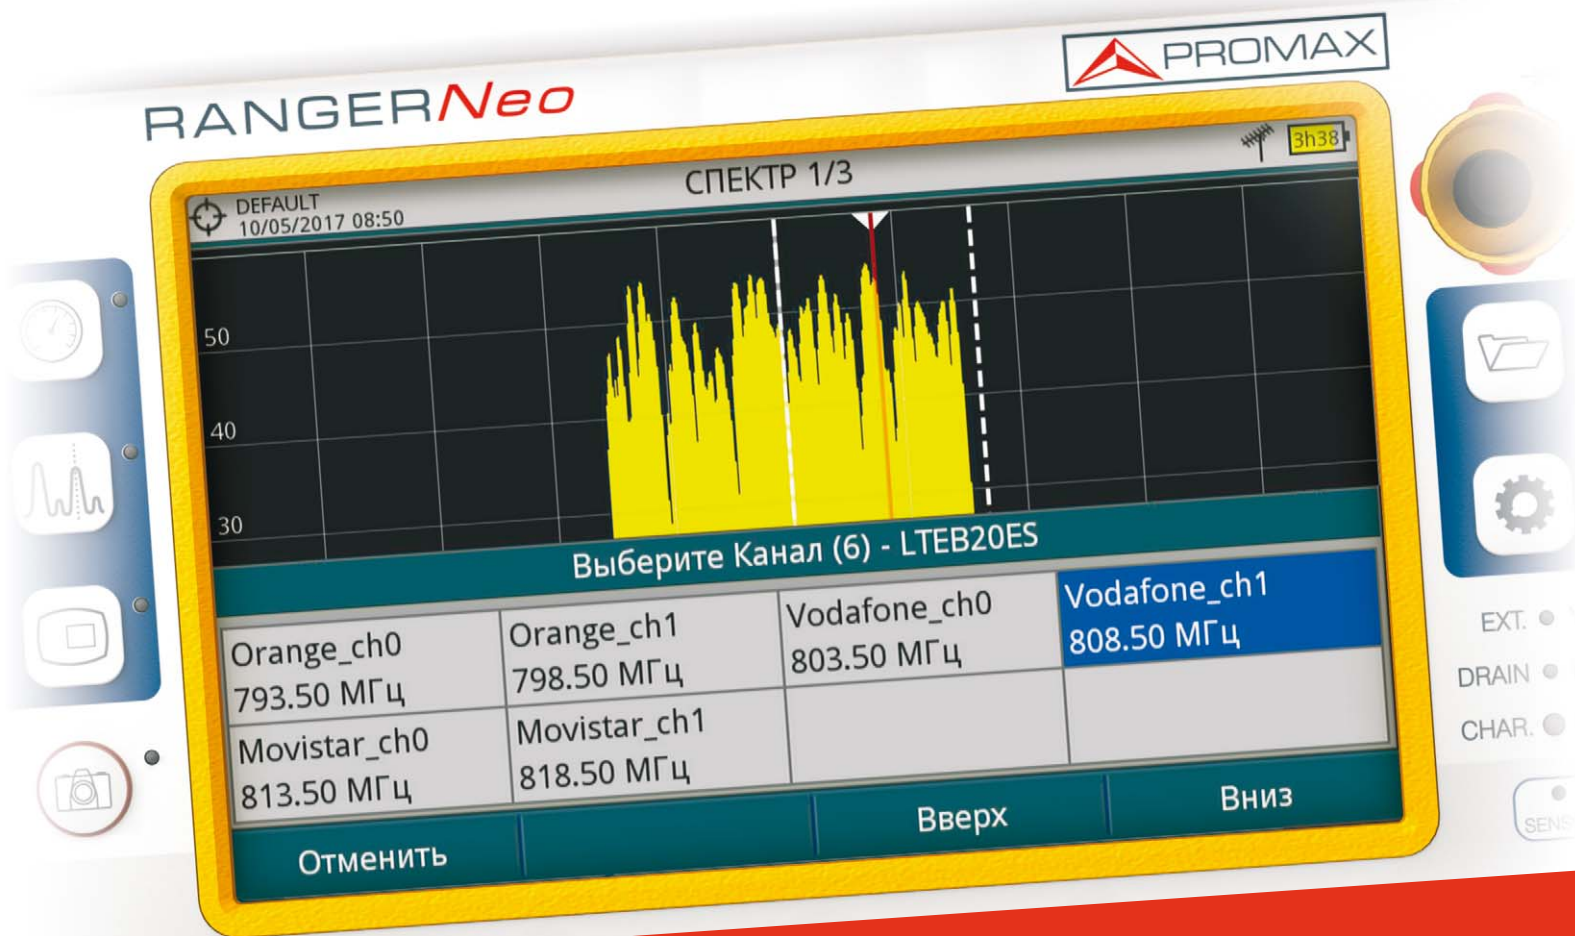 RANGERNeo
PROMAX
DEFAULT
10/05/2017 08:50
СПЕКТР 1/3
3h38
50
40
30
Выберите Канал (6) - LTEB20ES
Orange_ch0
793.50 МГц
Orange_ch1
798.50 МГц
Vodafone_ch0
803.50 МГц
Vodafone_ch1
808.50 МГц
Movistar_ch0
813.50 МГц
Movistar_ch1
818.50 МГц
Отменить
Вверх
Вниз
EXT.
DRAIN
CHAR.